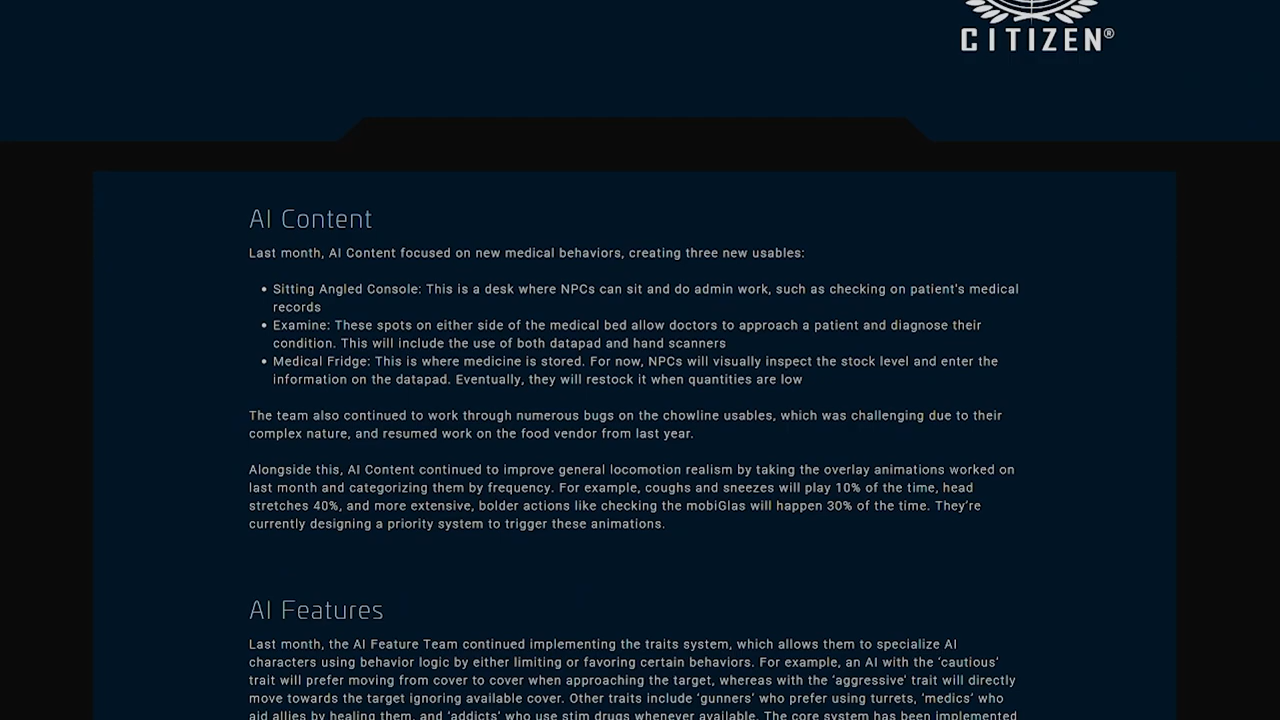 CITIZEN®
AI Content
Last month, AI Content focused on new medical behaviors, creating three new usables:
• Sitting Angled Console: This is a desk where NPCs can sit and do admin work, such as checking on patient's medical
records
• Examine: These spots on either side of the medical bed allow doctors to approach a patient and diagnose their
condition. This will include the use of both datapad and hand scanners
• Medical Fridge: This is where medicine is stored. For now, NPCs will visually inspect the stock level and enter the
information on the datapad. Eventually, they will restock it when quantities are low
The team also continued to work through numerous bugs on the chowline usables, which was challenging due to their
complex nature, and resumed work on the food vendor from last year.
Alongside this, AI Content continued to improve general locomotion realism by taking the overlay animations worked on
last month and categorizing them by frequency. For example, coughs and sneezes will play 10% of the time, head
stretches 40%, and more extensive, bolder actions like checking the mobiGlas will happen 30% of the time. They’re
currently designing a priority system to trigger these animations.
AI Features
Last month, the AI Feature Team continued implementing the traits system, which allows them to specialize AI
characters using behavior logic by either limiting or favoring certain behaviors. For example, an AI with the ‘cautious’
trait will prefer moving from cover to cover when approaching the target, whereas with the ‘aggressive’ trait will directly
move towards the target ignoring available cover. Other traits include ‘gunners’ who prefer using turrets, ‘medics’ who
aid allies by healing them, and ‘addicts’ who use stim drugs whenever available. The core system has been implemented